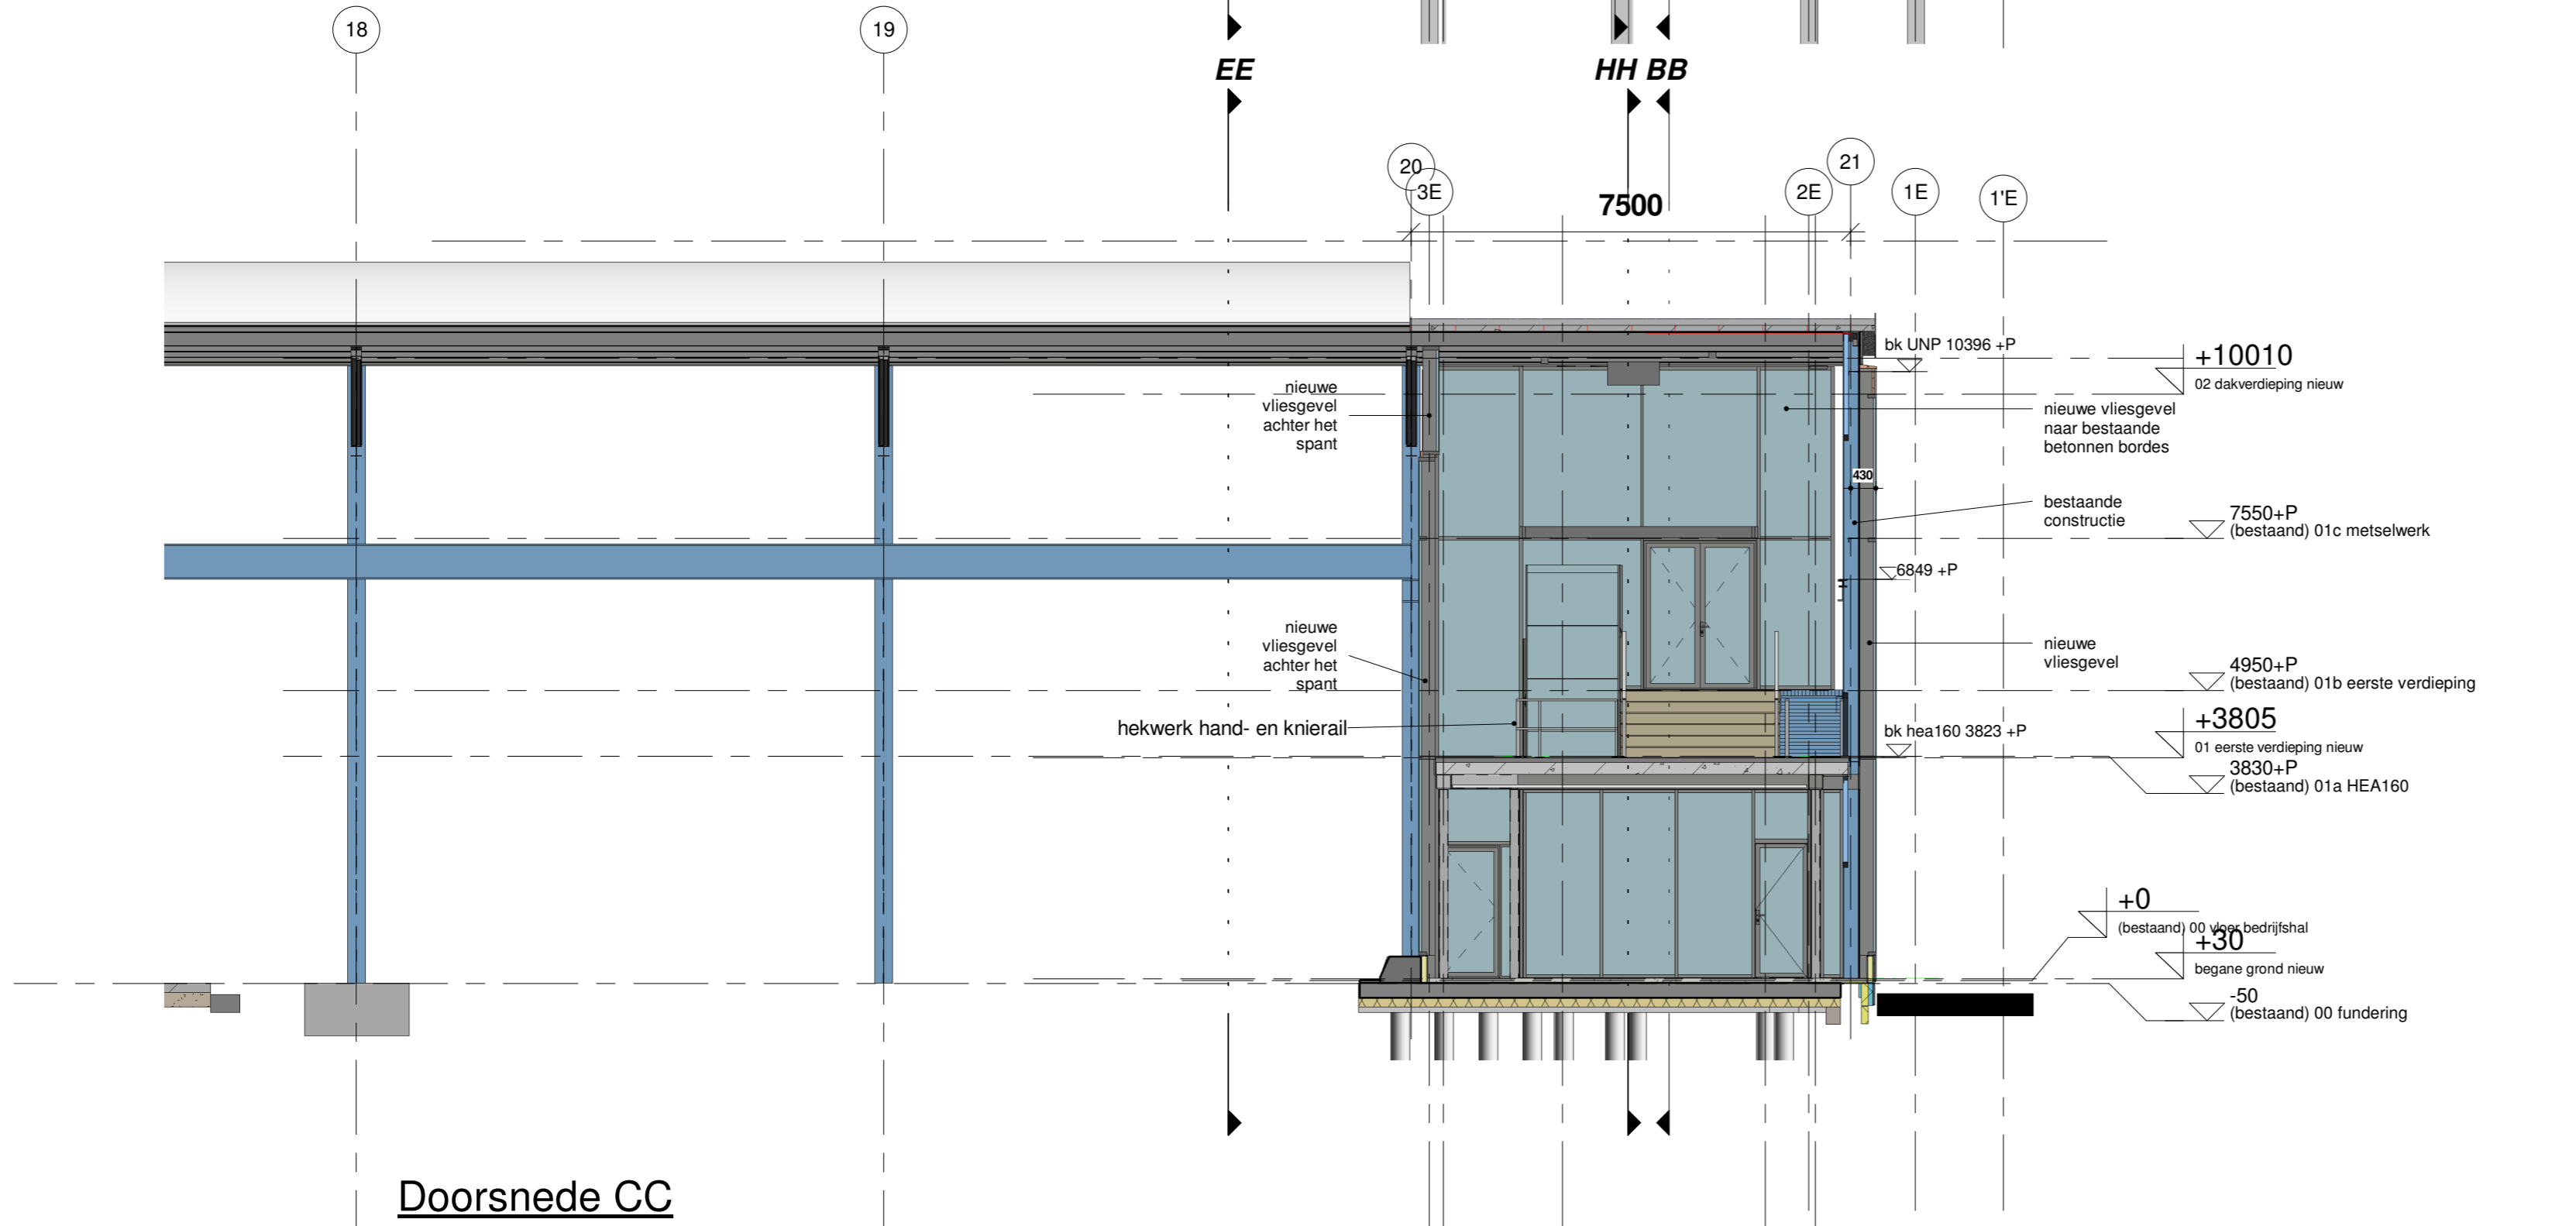 18
19
EE
HH BB
20
3E
7500
2E
21
1E
1'E
bk UNP 10396 +P
+10010
02 dakverdieping nieuw
nieuwe
vliesgevel
achter het
spant
nieuwe vliesgevel
naar bestaande
betonnen bordes
430
bestaande
constructie
7550+P
(bestaand) 01c metselwerk
6849 +P
nieuwe
vliesgevel
achter het
spant
nieuwe
vliesgevel
4950+P
(bestaand) 01b eerste verdieping
hekwerk hand- en knierail
bk hea160 3823 +P
+3805
01 eerste verdieping nieuw
3830+P
(bestaand) 01a HEA160
+0
(bestaand) 00 vloer bedrijfshal
+30
begane grond nieuw
-50
(bestaand) 00 fundering
Doorsnede CC